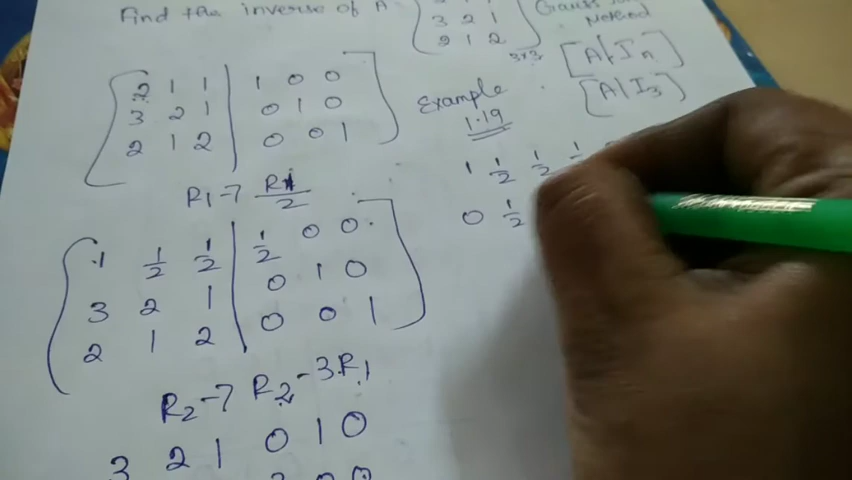 Find the inverse of A
3 2 1
2 1 2
3×3
Method
[A|In]
[A|I3]
2 1 1 | 1 0 0
3 2 1 | 0 1 0
2 1 2 | 0 0 1
Example
1.19
R1→ R1/2
1 1/2 1/2 | 1/2 0 0
3 2 1 | 0 1 0
2 1 2 | 0 0 1
R2→ R2-3R1
3 2 1 0 1 0
1 1/2 1/2
0 1/2